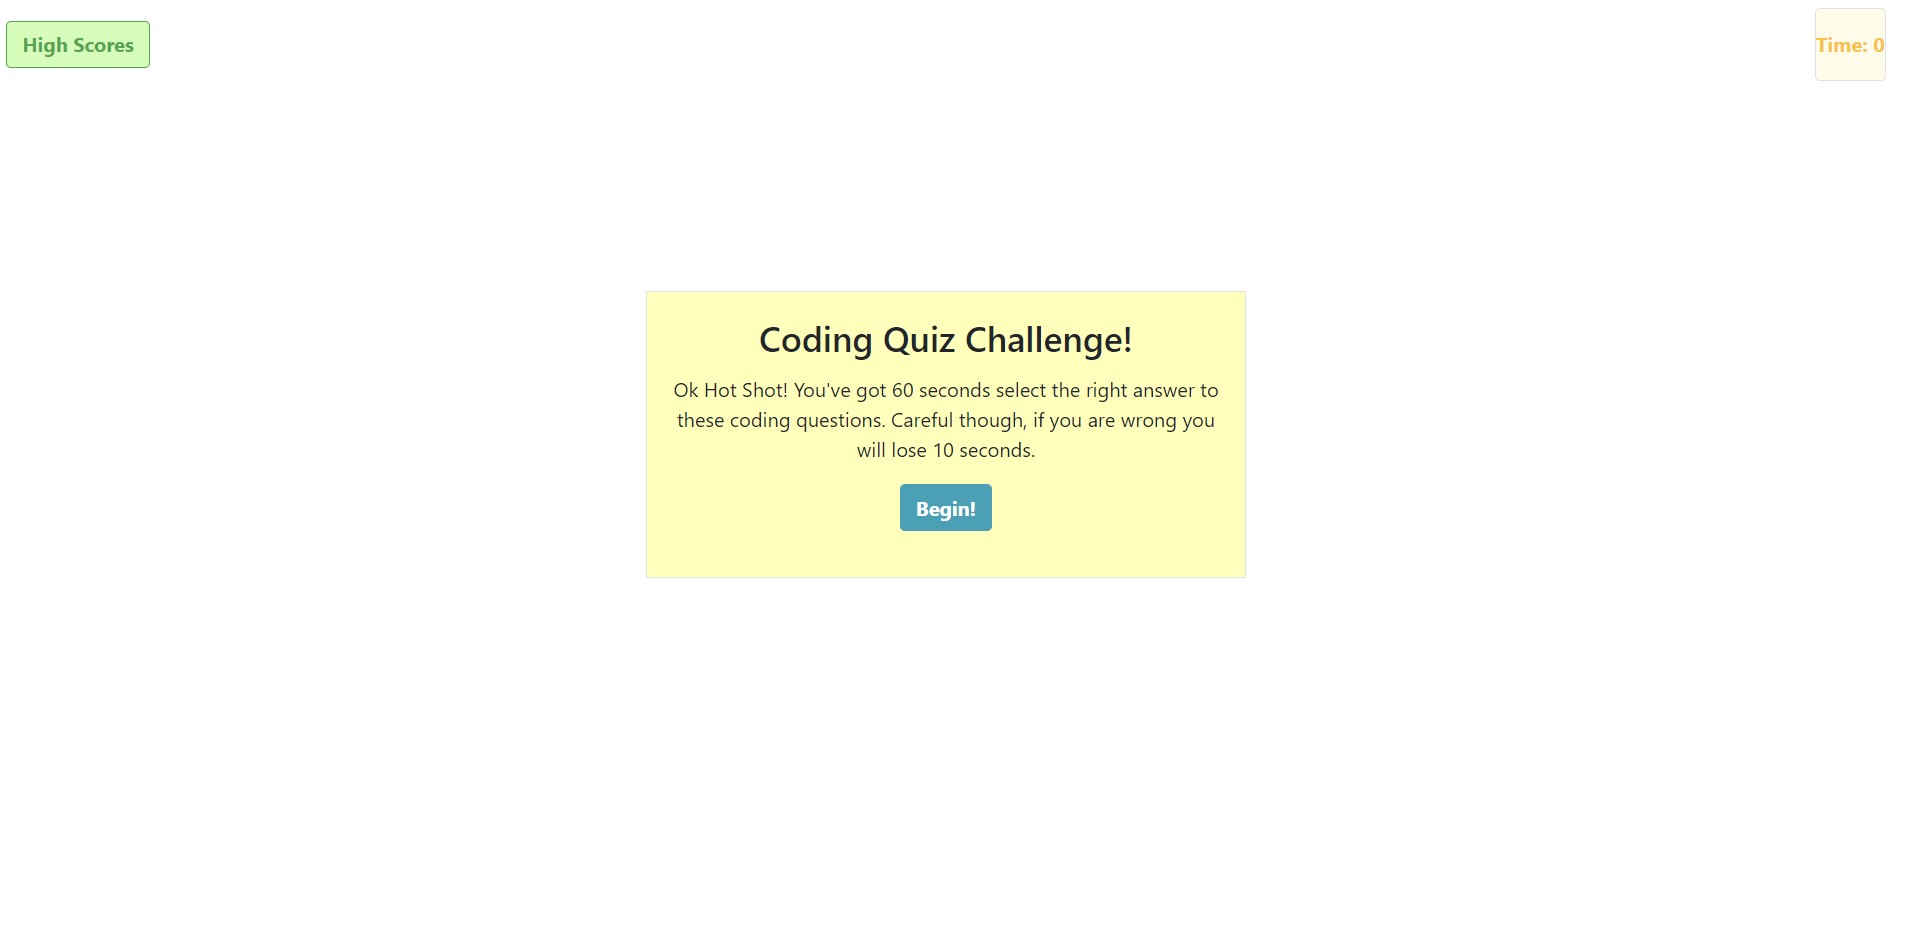 High Scores
Time: 0
Coding Quiz Challenge!
Ok Hot Shot! You've got 60 seconds select the right answer to
these coding questions. Careful though, if you are wrong you
will lose 10 seconds.
Begin!